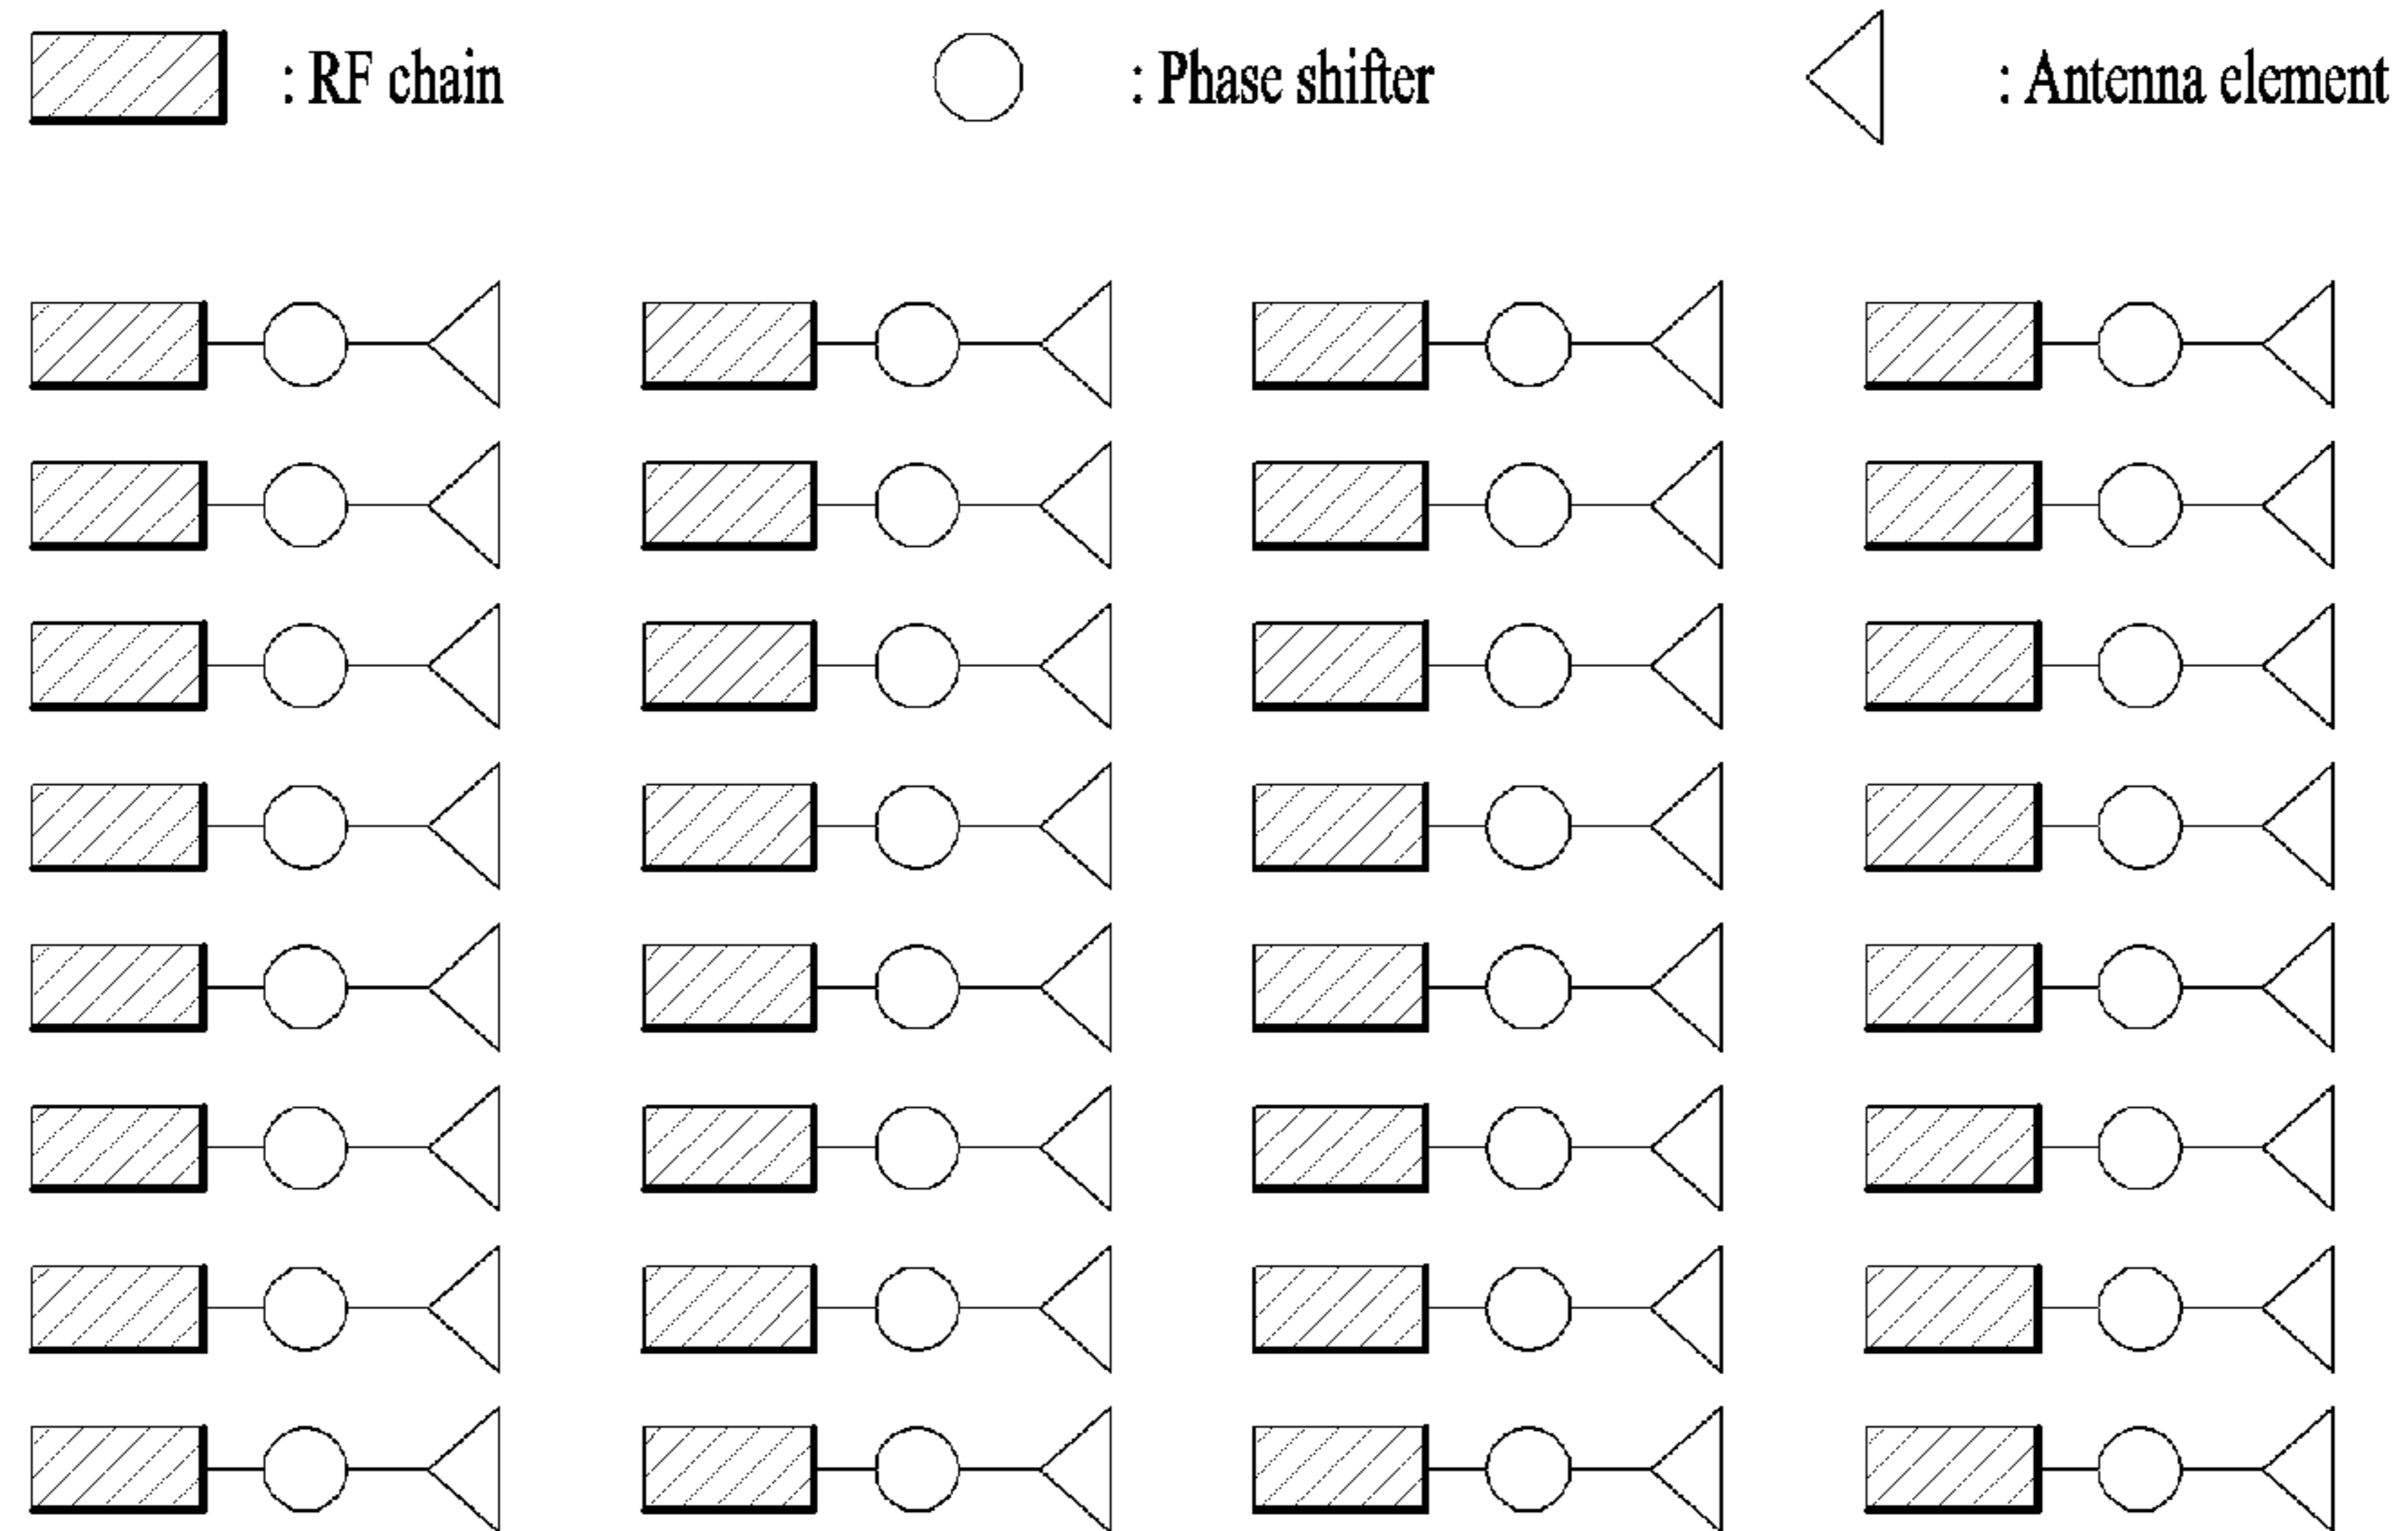 : RF chain
: Phase shifter
: Antenna element